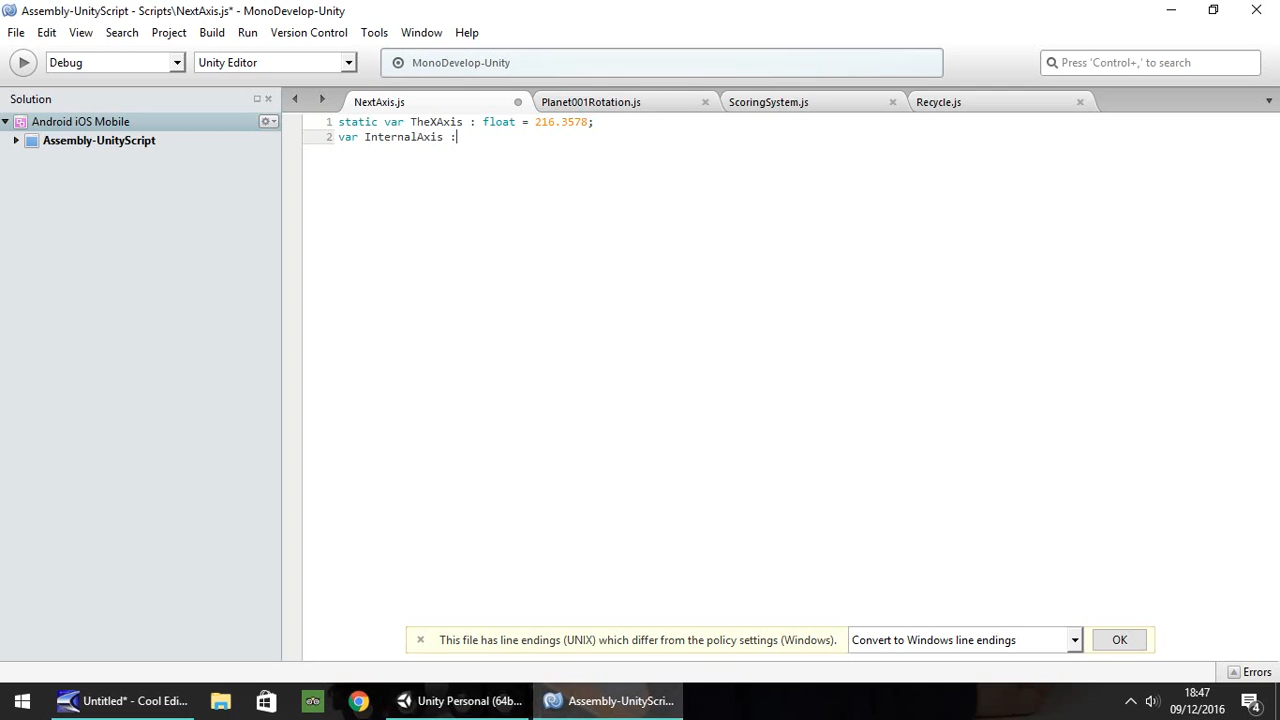 Assembly-UnityScript - Scripts\NextAxis.js* - MonoDevelop-Unity
File Edit View Search Project Build Run Version Control Tools Window Help
Debug Unity Editor MonoDevelop-Unity Press 'Control+,' to search
Solution NextAxis.js Planet001Rotation.js ScoringSystem.js Recycle.js
Android iOS Mobile
Assembly-UnityScript
1 static var TheXAxis : float = 216.3578;
2 var InternalAxis :
This file has line endings (UNIX) which differ from the policy settings (Windows). Convert to Windows line endings OK
Errors
Untitled* - Cool Edi... Unity Personal (64b... Assembly-UnityScri... 18:47
09/12/2016 4